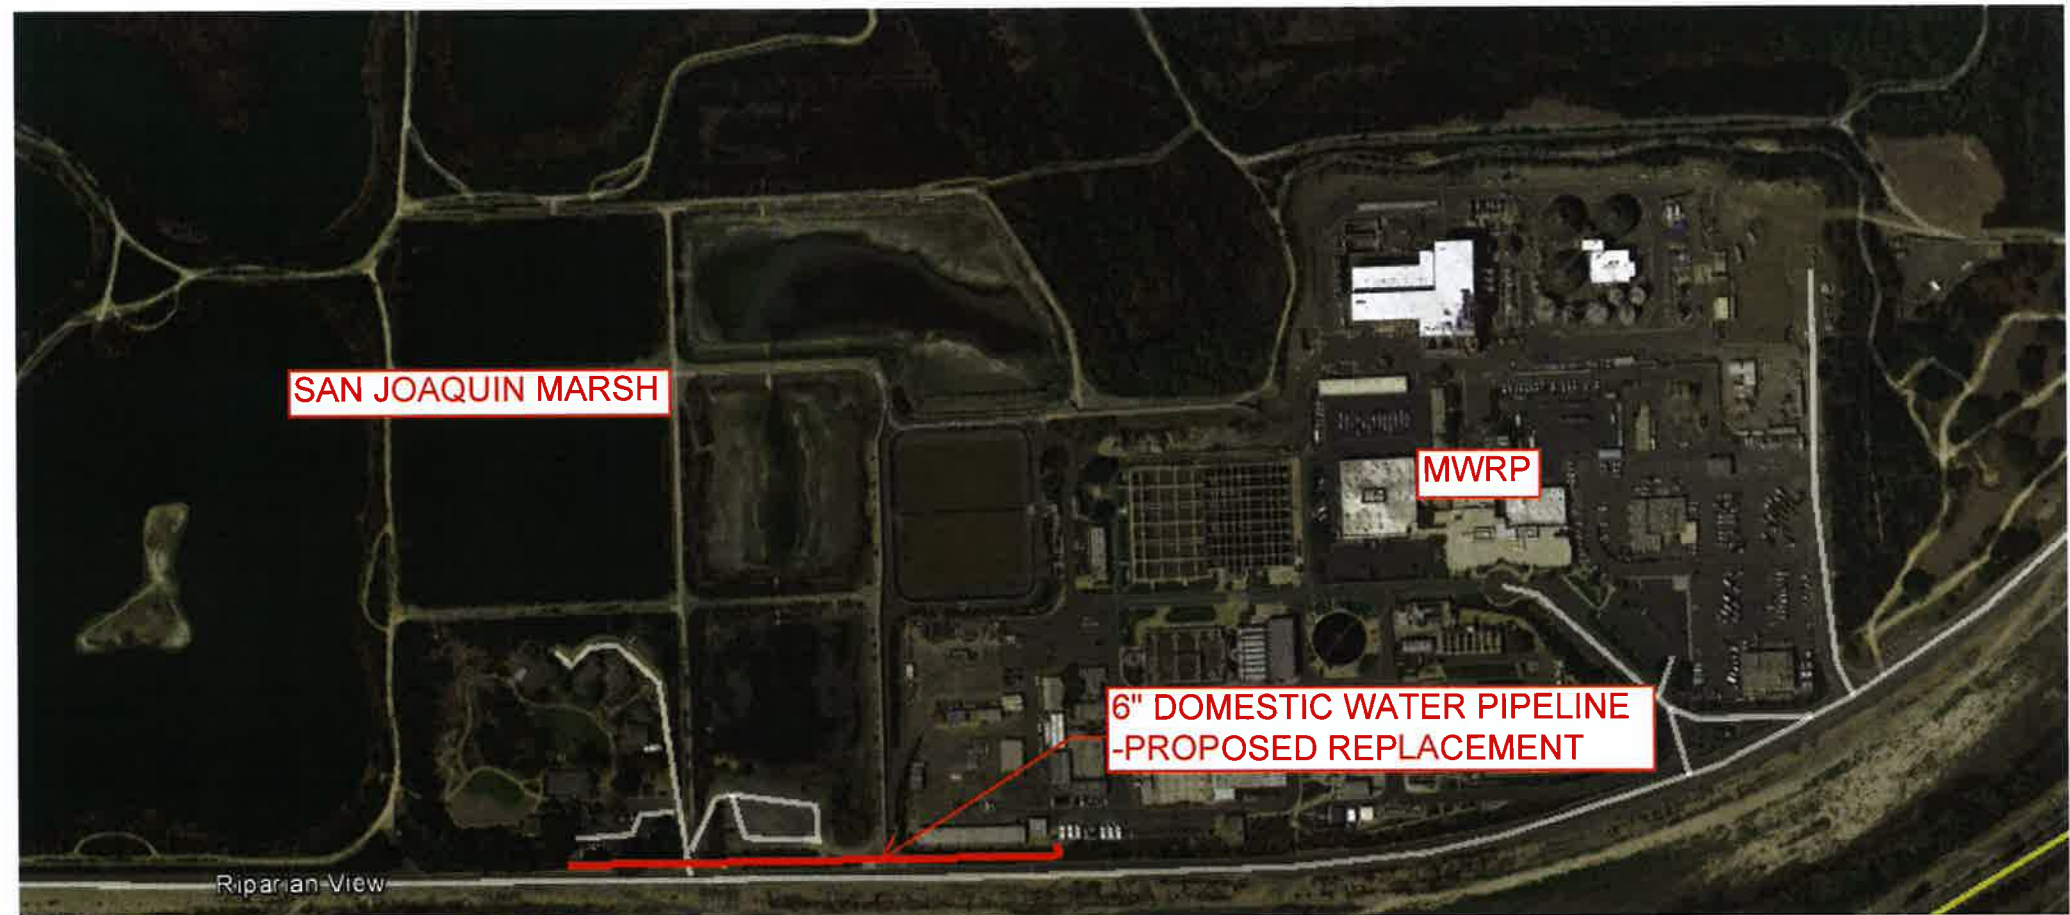 SAN JOAQUIN MARSH
MWRP
6" DOMESTIC WATER PIPELINE
-PROPOSED REPLACEMENT
Riparian View